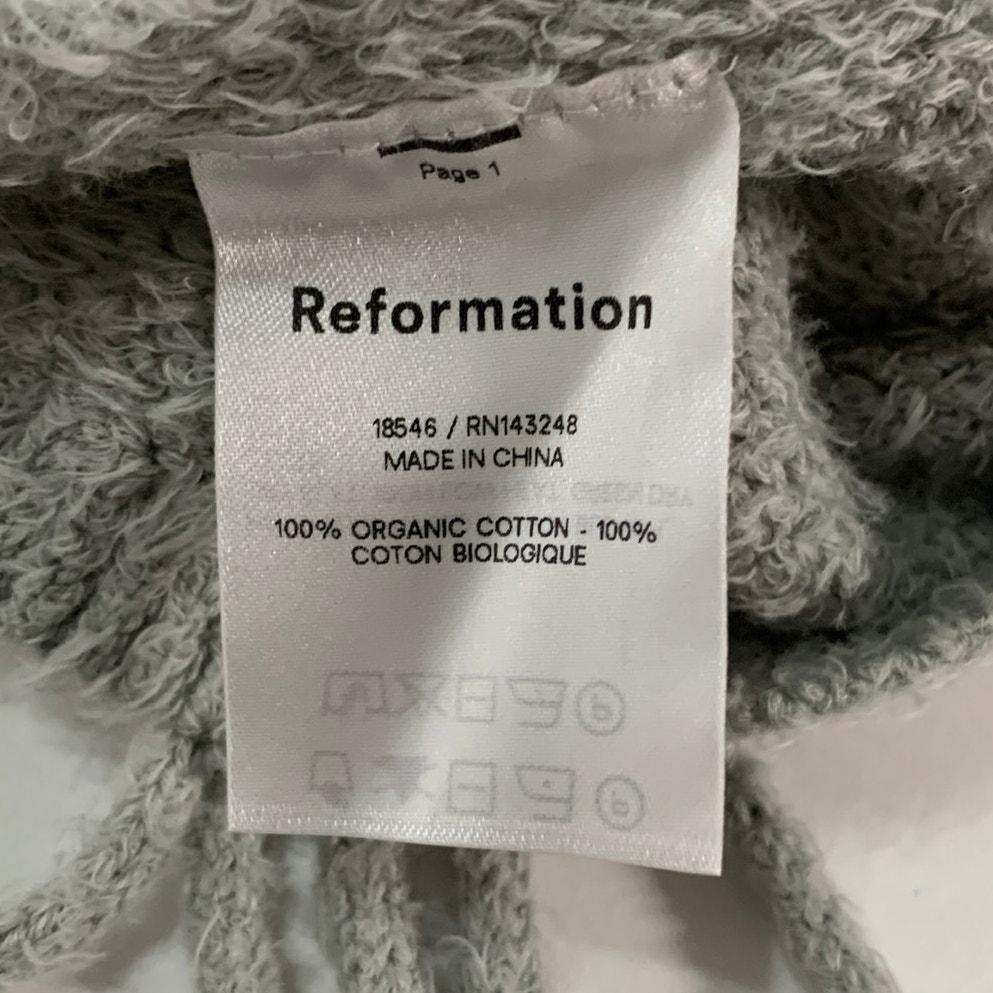 Page 1
Reformation
18546 / RN143248
MADE IN CHINA
100% ORGANIC COTTON - 100%
COTON BIOLOGIQUE